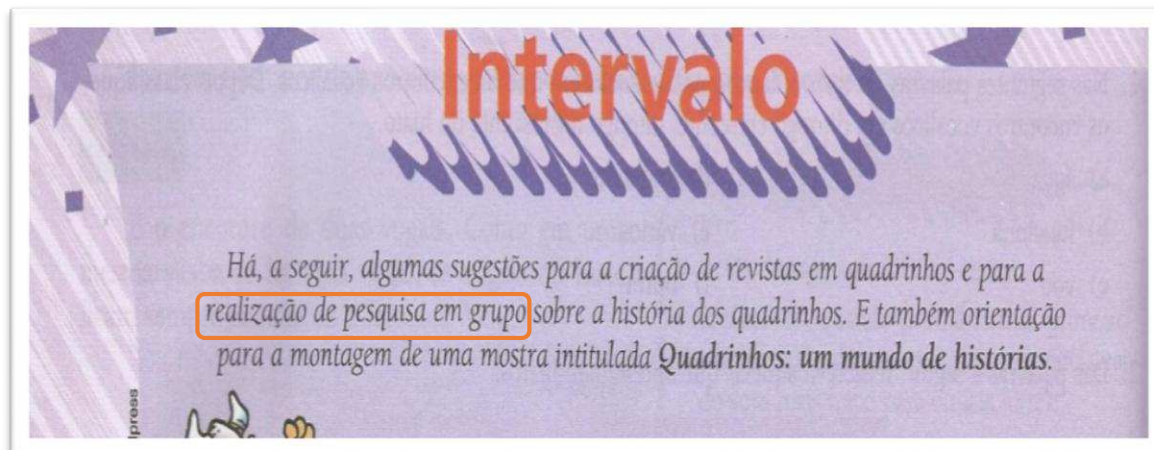 Intervalo
Há, a seguir, algumas sugestões para a criação de revistas em quadrinhos e para a
realização de pesquisa em grupo sobre a história dos quadrinhos. E também orientação
para a montagem de uma mostra intitulada Quadrinhos: um mundo de histórias.